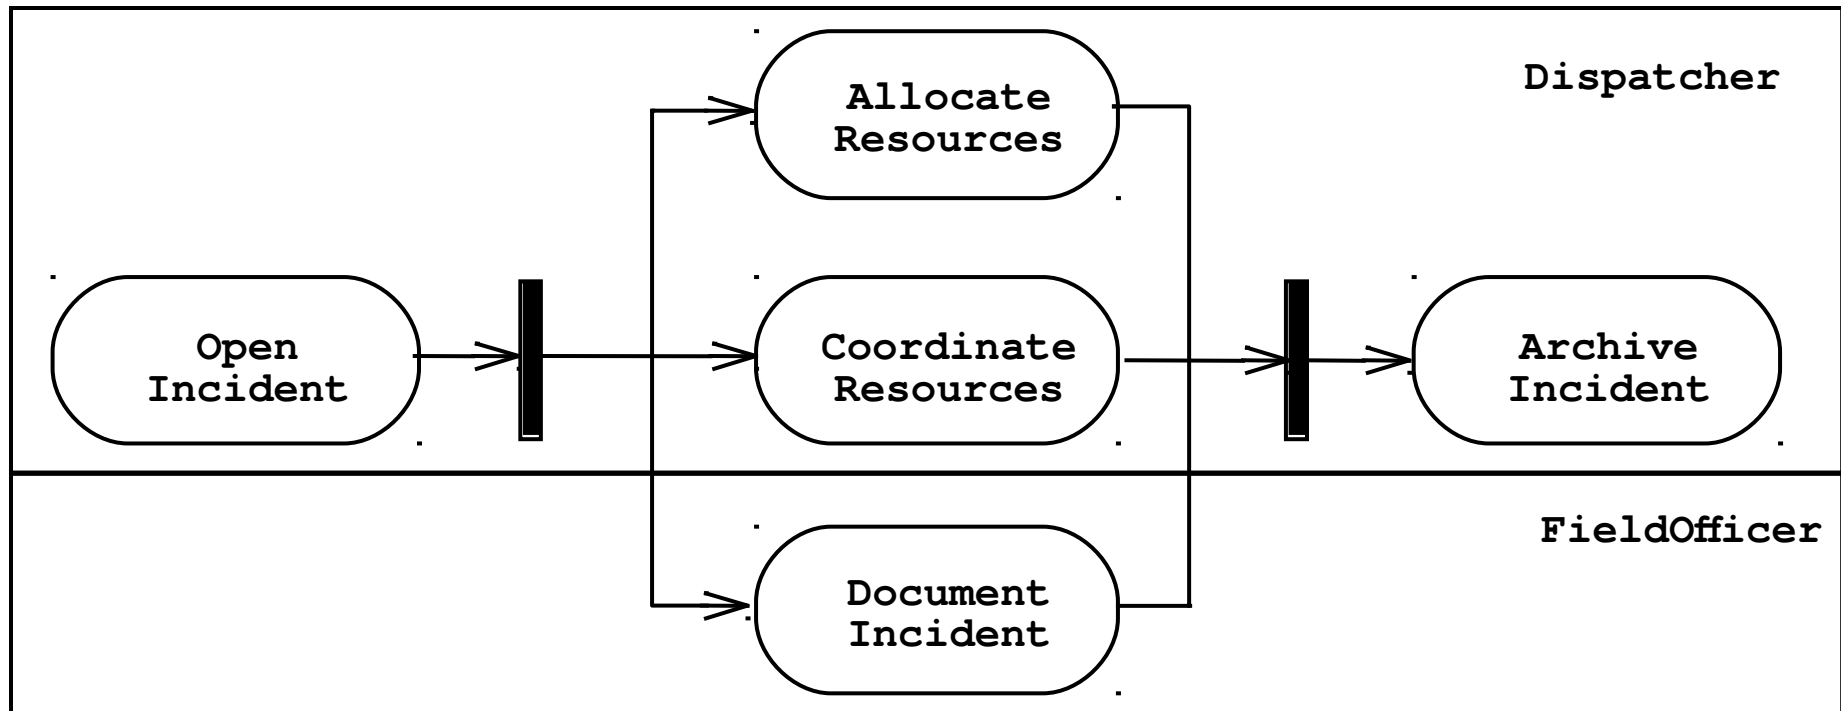 Dispatcher
Allocate
Resources
Open
Incident
Coordinate
Resources
Archive
Incident
FieldOfficer
Document
Incident